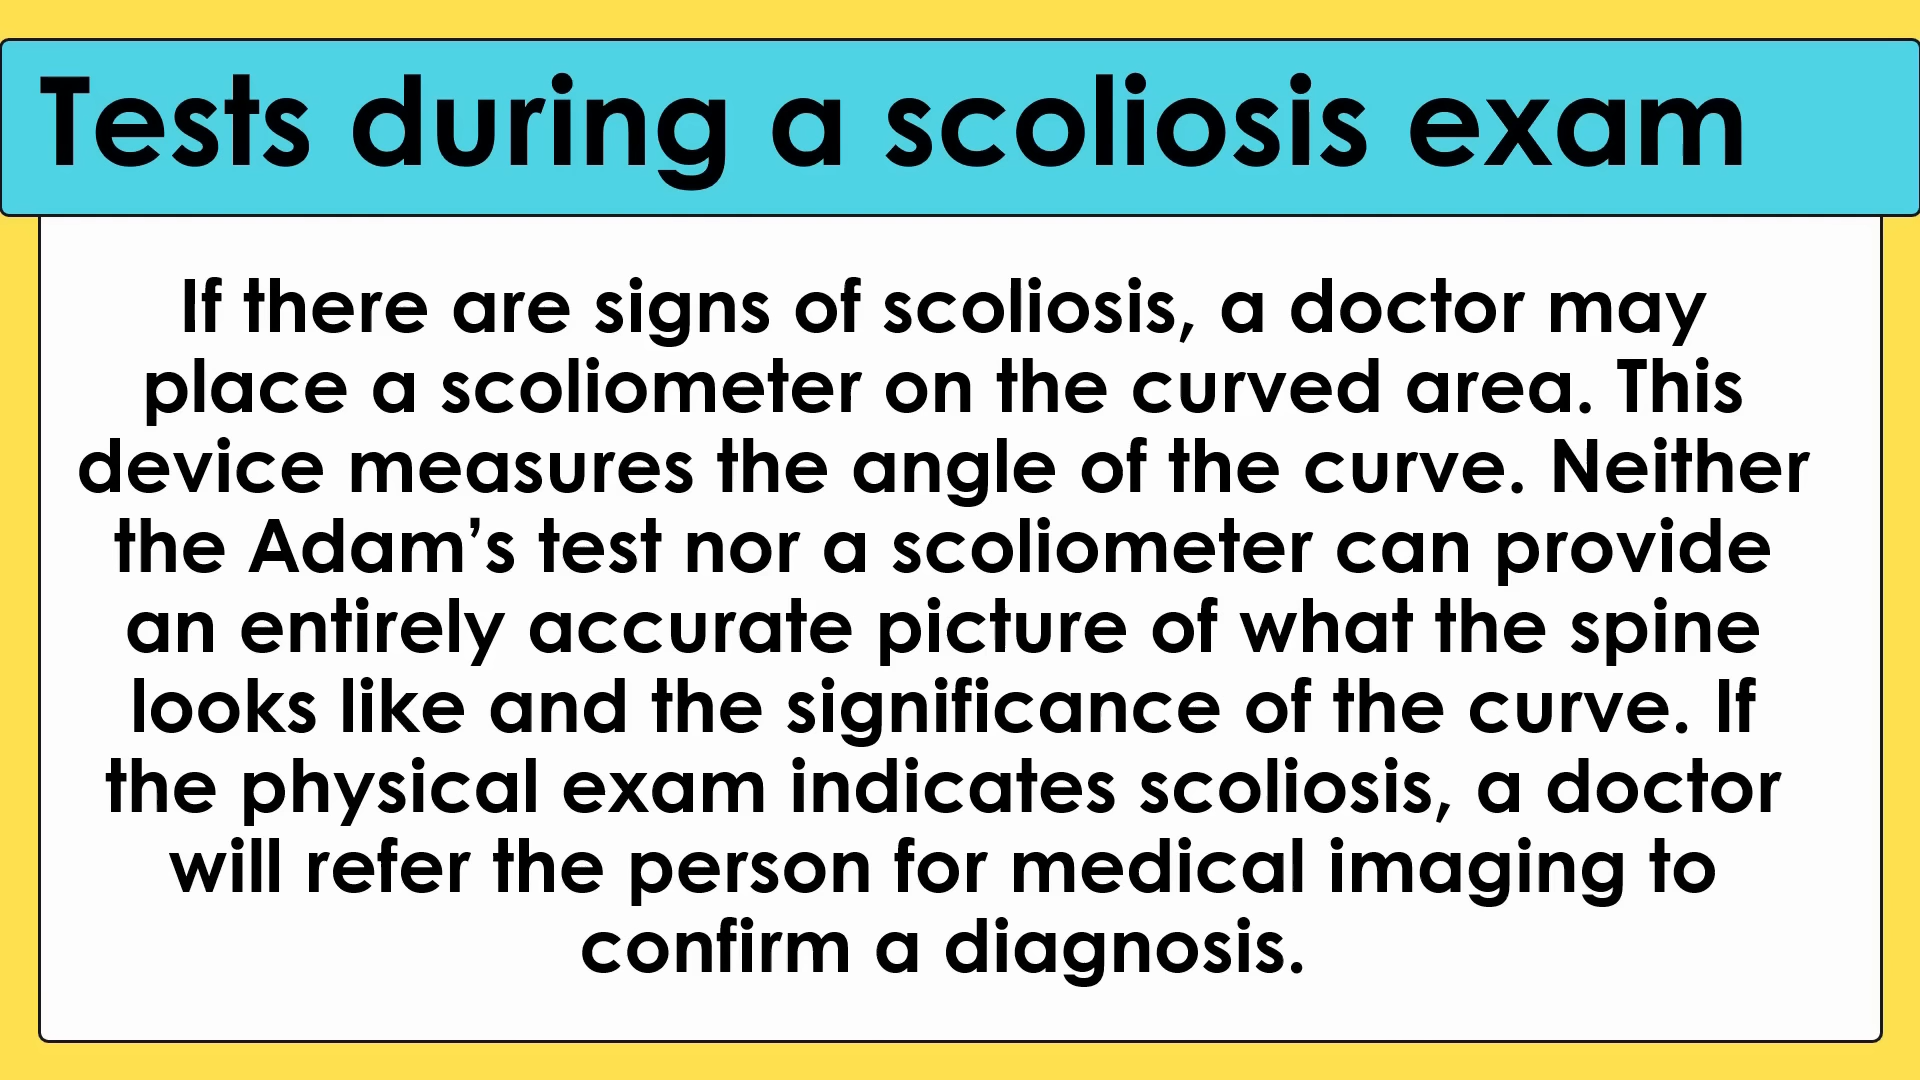 Tests during a scoliosis exam
If there are signs of scoliosis, a doctor may
place a scoliometer on the curved area. This
device measures the angle of the curve. Neither
the Adam’s test nor a scoliometer can provide
an entirely accurate picture of what the spine
looks like and the significance of the curve. If
the physical exam indicates scoliosis, a doctor
will refer the person for medical imaging to
confirm a diagnosis.